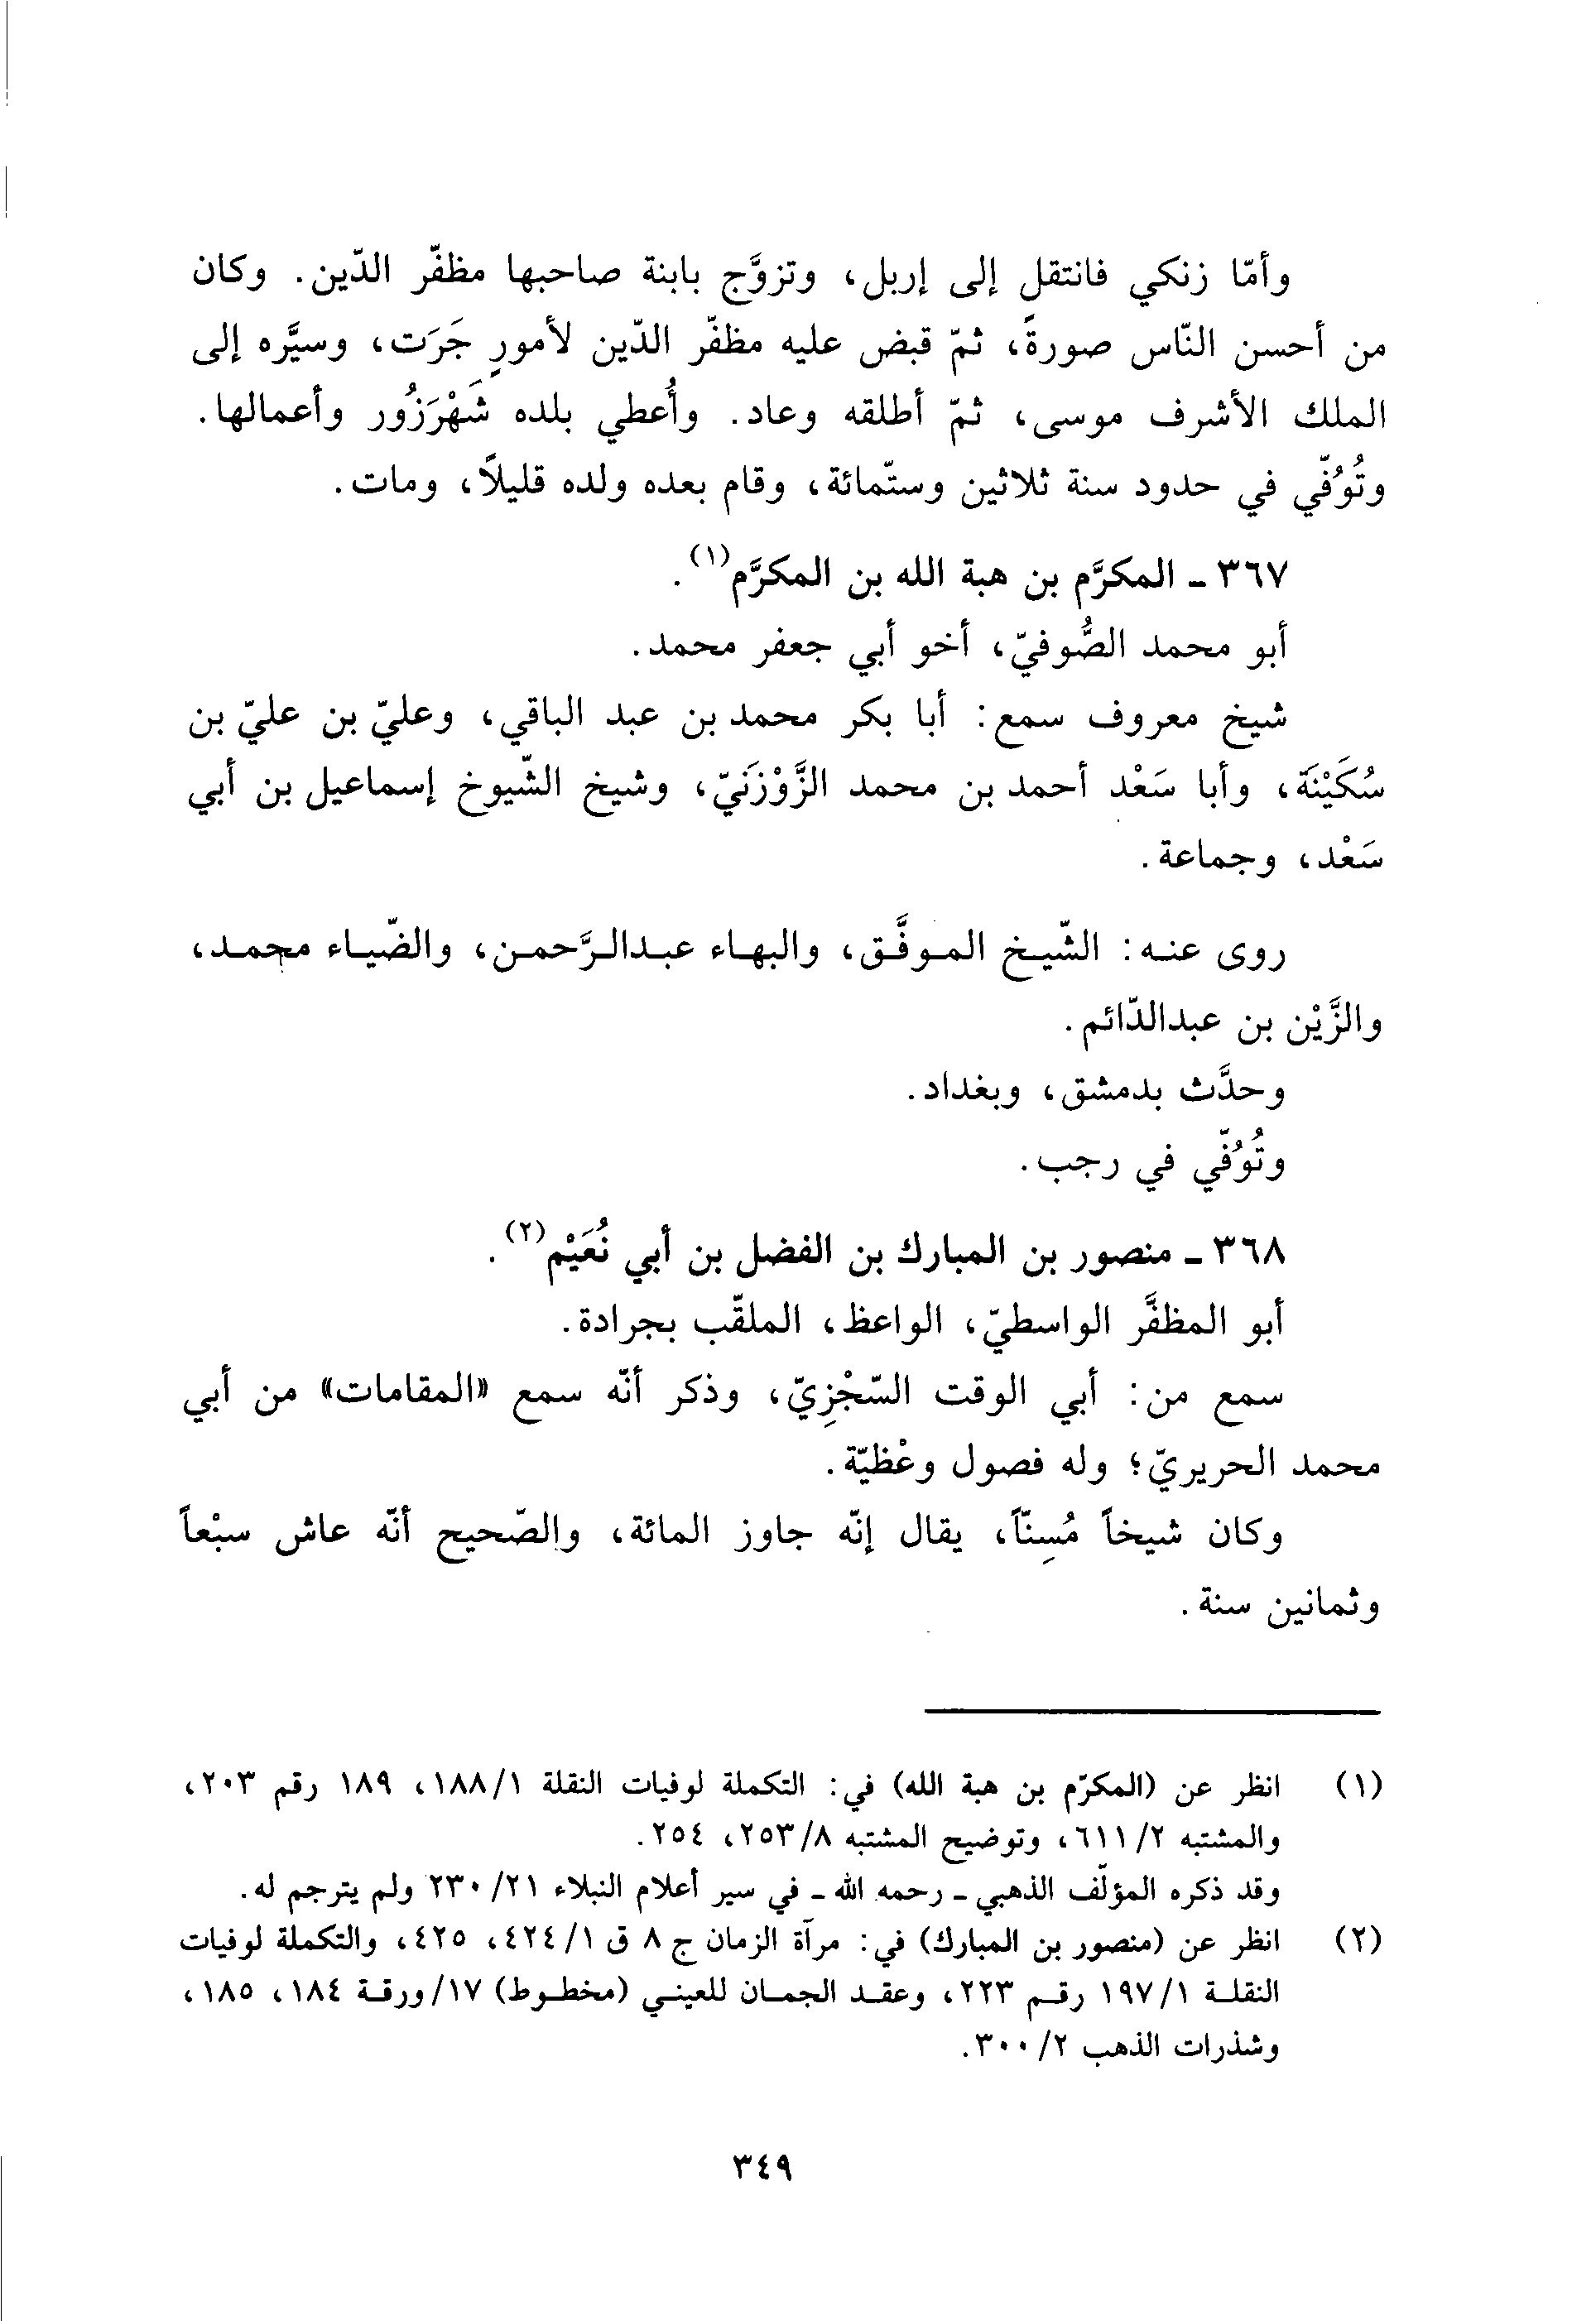 وأمّا زنكي فانتقل إلى إربل، وتزوَّج بابنة صاحبها مظفّر الدّين. وكان
من أحسن النّاس صورةً، ثمّ قبض عليه مظفّر الدّين لأمورٍ جَرَت، وسيَّره إلى
الملك الأشرف موسى، ثمّ أطلقه وعاد. وأُعطي بلده شَهْرَزُور وأعمالها.
وتُوُفّي في حدود سنة ثلاثين وستّمائة، وقام بعده ولده قليلاً، ومات.
٣٦٧ - المكرَّم بن هبة الله بن المكرَّم(١).
أبو محمد الصُّوفيّ، أخو أبي جعفر محمد.
شيخ معروف سمع: أبا بكر محمد بن عبد الباقي، وعليّ بن عليّ بن
سُكَيْنَة، وأبا سَعْد أحمد بن محمد الزَّوْزَنيّ، وشيخ الشّيوخ إسماعيل بن أبي
سَعْد، وجماعة.
روى عنه: الشّيخ الموفَّق، والبهاء عبدالرَّحمن، والضّياء محمد،
والزَّيْن بن عبدالدّائم.
وحدَّث بدمشق، وبغداد.
وتُوُفّي في رجب.
٣٦٨ - منصور بن المبارك بن الفضل بن أبي نُعَيْم(٢).
أبو المظفَّر الواسطيّ، الواعظ، الملقّب بجرادة.
سمع من: أبي الوقت السّجْزِيّ، وذكر أنّه سمع «المقامات» من أبي
محمد الحريريّ؛ وله فصول وعْظيّة.
وكان شيخاً مُسِنّاً، يقال إنّه جاوز المائة، والصّحيح أنّه عاش سبْعاً
وثمانين سنة.
(١) انظر عن (المكرّم بن هبة الله) في: التكملة لوفيات النقلة ١/١٨٨، ١٨٩ رقم ٢٠٣،
والمشتبه ٢/٦١١، وتوضيح المشتبه ٨/٢٥٣، ٢٥٤.
وقد ذكره المؤلّف الذهبي - رحمه الله - في سير أعلام النبلاء ٢١/٢٣٠ ولم يترجم له.
(٢) انظر عن (منصور بن المبارك) في: مرآة الزمان ج ٨ ق ١/٤٢٤، ٤٢٥، والتكملة لوفيات
النقلة ١/١٩٧ رقم ٢٢٣، وعقد الجمان للعيني (مخطوط) ١٧/ورقة ١٨٤، ١٨٥،
وشذرات الذهب ٢/٣٠٠.
٣٤٩